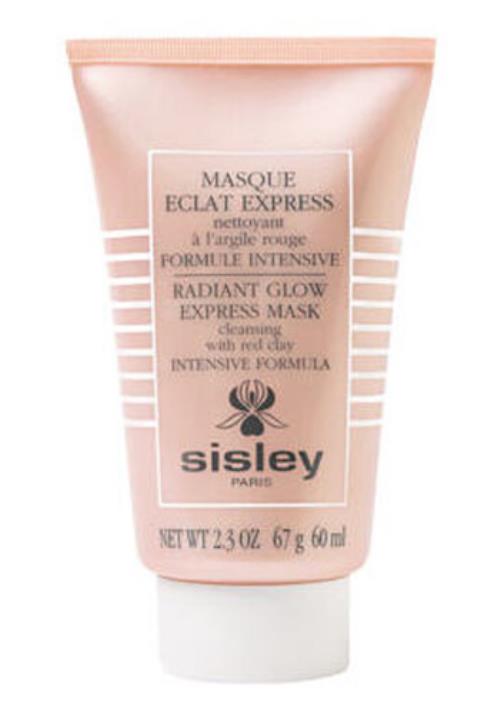 MASQUE
ECLAT EXPRESS
nettoyant
à l'argile rouge
FORMULE INTENSIVE
RADIANT GLOW
EXPRESS MASK
cleansing
with red clay
INTENSIVE FORMULA
sisley
PARIS
NET WT 2.3 OZ 67 g 60 ml